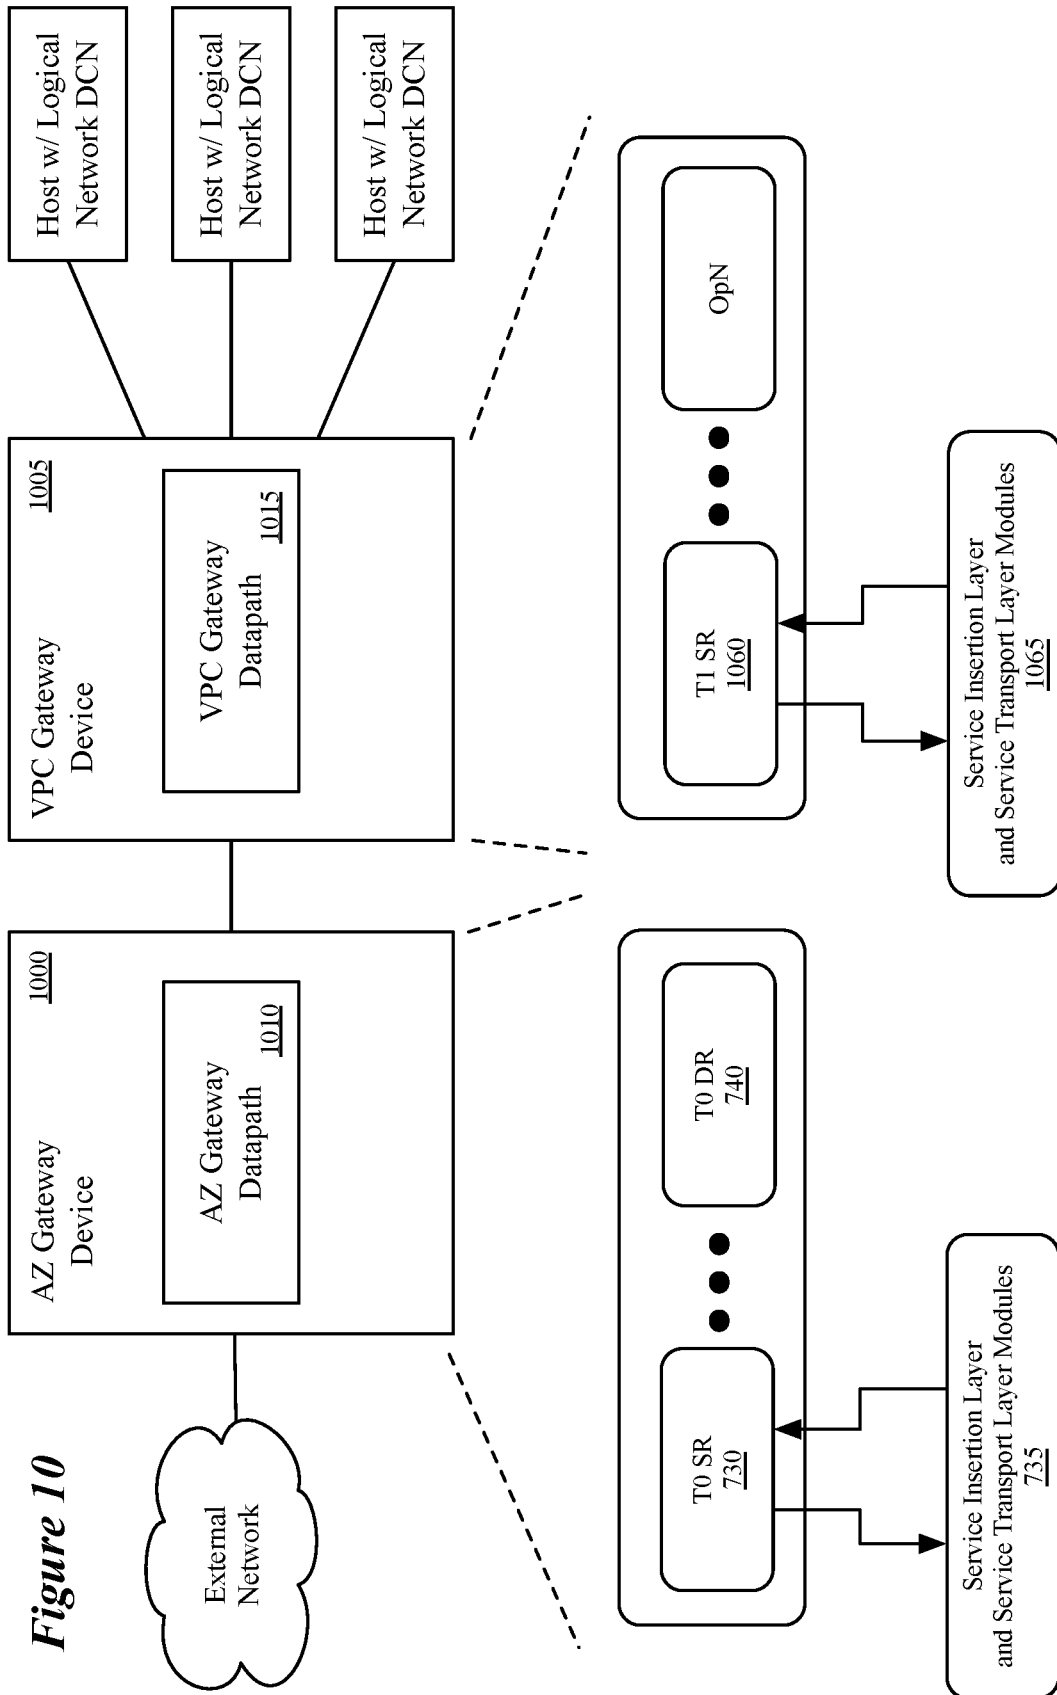 Figure 10
External
Network
AZ Gateway
Device
1000
AZ Gateway
Datapath
1010
VPC Gateway
Device
1005
VPC Gateway
Datapath
1015
Host w/ Logical
Network DCN
Host w/ Logical
Network DCN
Host w/ Logical
Network DCN
T0 SR
730
T0 DR
740
Service Insertion Layer
and Service Transport Layer Modules
735
T1 SR
1060
OpN
Service Insertion Layer
and Service Transport Layer Modules
1065